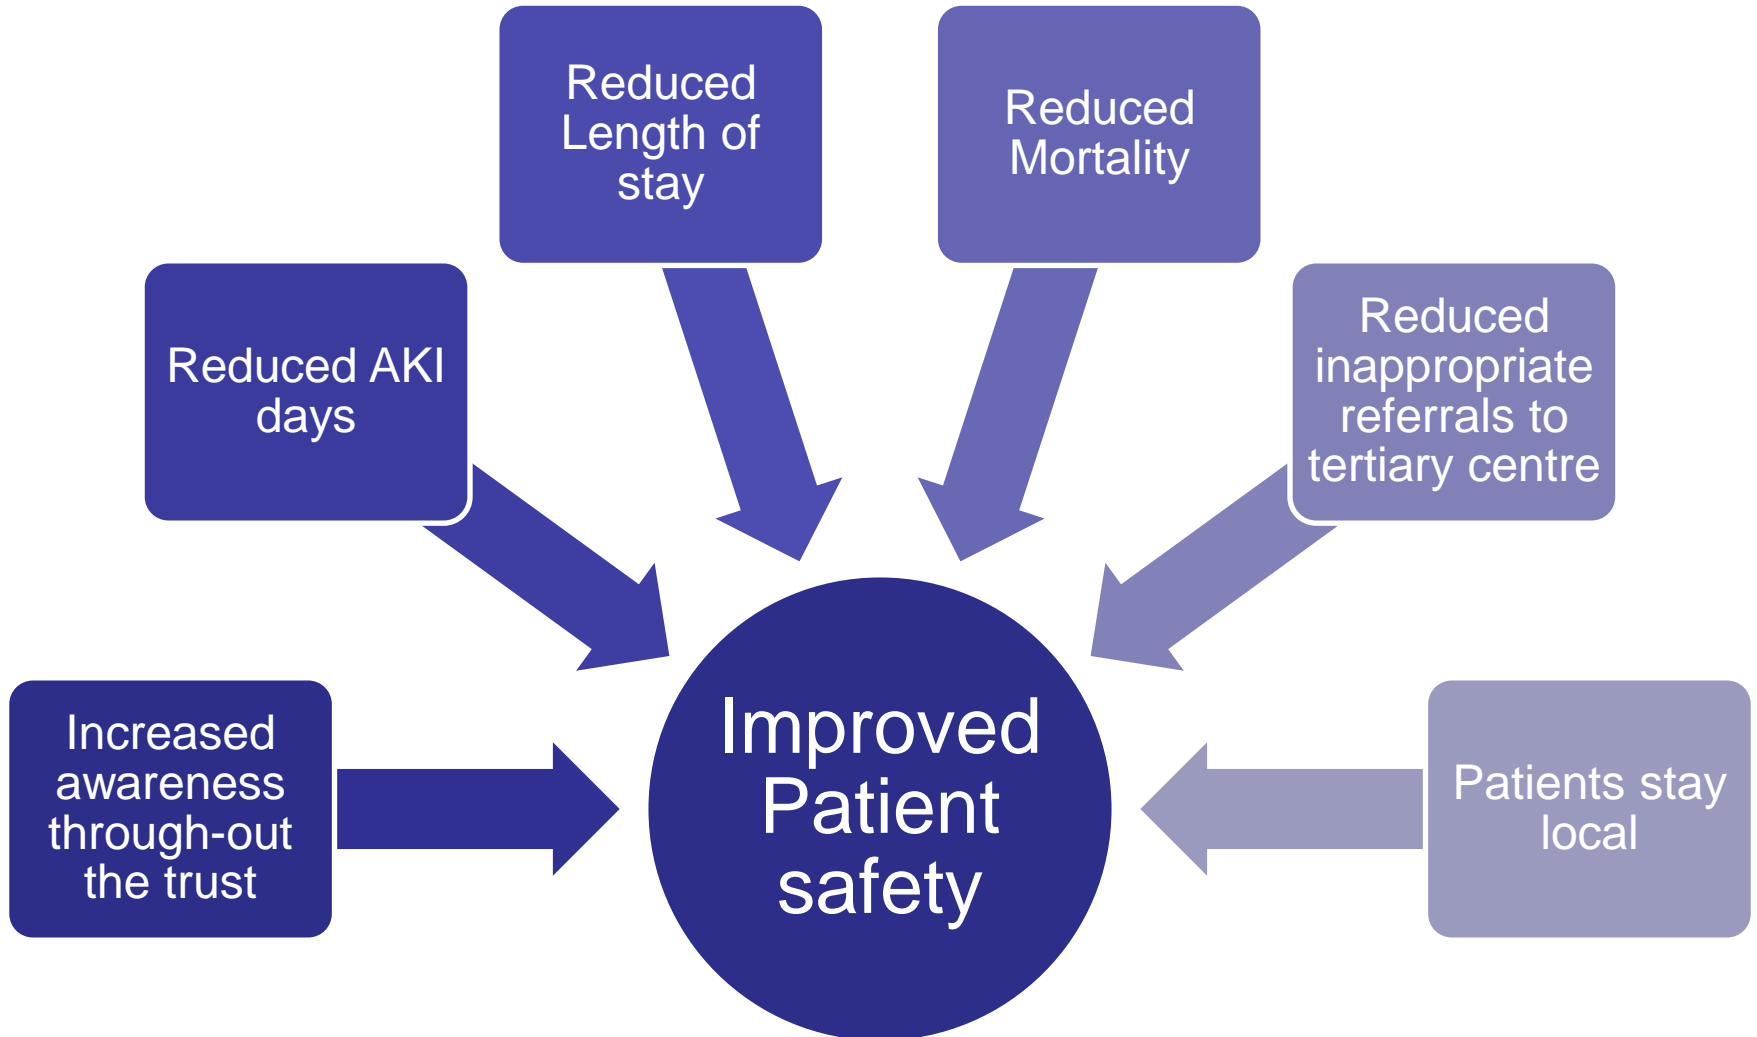 Reduced
Length of
stay
Reduced
Mortality
Reduced AKI
days
Reduced
inappropriate
referrals to
tertiary centre
Increased
awareness
through-out
the trust
Improved
Patient
safety
Patients stay
local